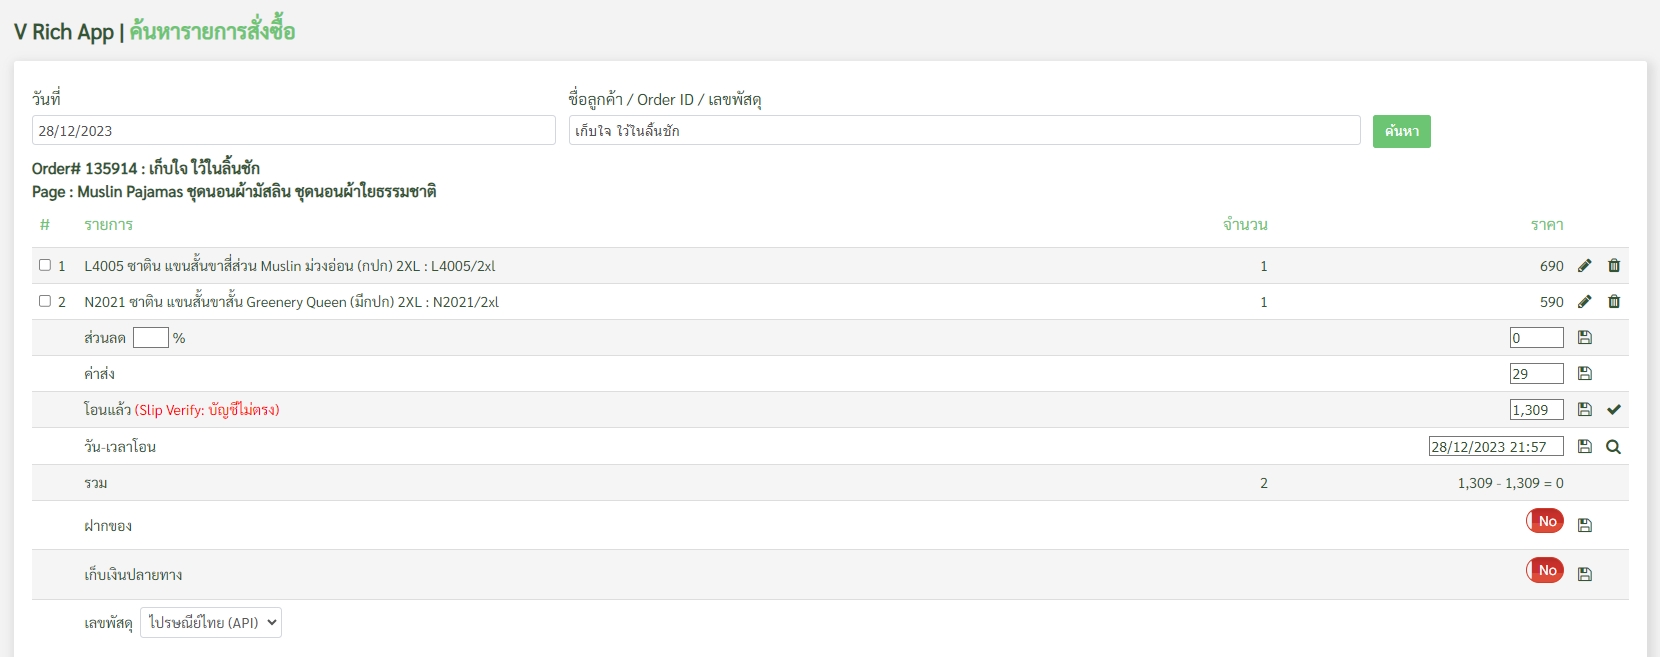 V Rich App | ค้นหารายการสั่งซื้อ
วันที่
ชื่อลูกค้า / Order ID / เลขพัสดุ
28/12/2023
เก็บใจ ใว้ในลิ้นชัก
ค้นหา
Order# 135914 : เก็บใจ ใว้ในลิ้นชัก
Page : Muslin Pajamas ชุดนอนผ้ามัสลิน ชุดนอนผ้าใยธรรมชาติ
# รายการ จำนวน ราคา
1 L4005 ซาติน แขนสั้นขาสี่ส่วน Muslin ม่วงอ่อน (กปก) 2XL : L4005/2xl 1 690
2 N2021 ซาติน แขนสั้นขาสั้น Greenery Queen (มีกปก) 2XL : N2021/2xl 1 590
ส่วนลด % 0
ค่าส่ง 29
โอนแล้ว (Slip Verify: บัญชีไม่ตรง) 1,309
วัน-เวลาโอน 28/12/2023 21:57
รวม 2 1,309 - 1,309 = 0
ฝากของ No
เก็บเงินปลายทาง No
เลขพัสดุ ไปรษณีย์ไทย (API)